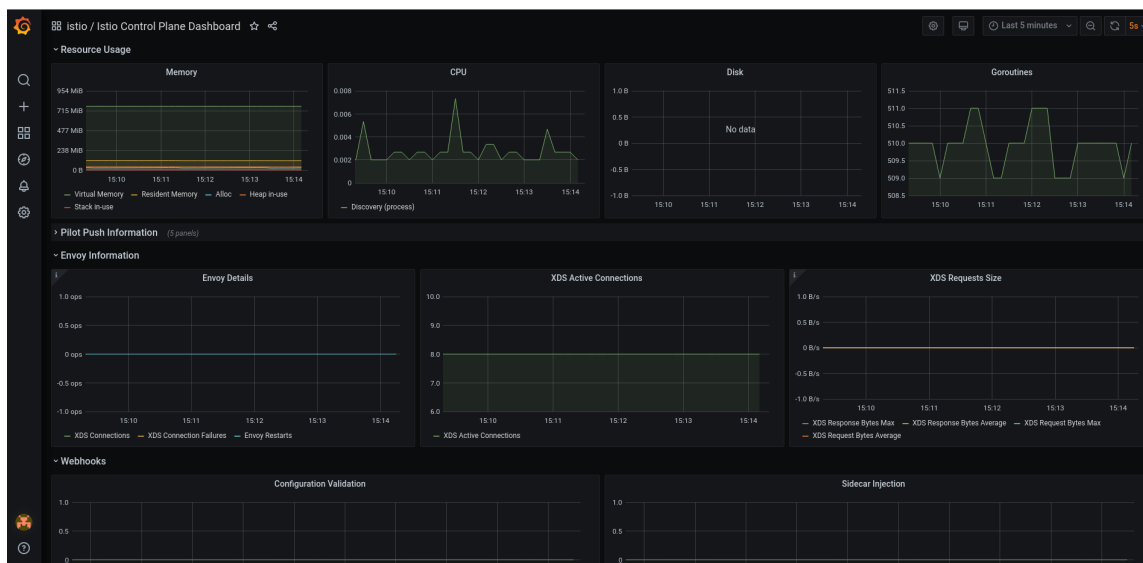 istio / Istio Control Plane Dashboard
Last 5 minutes
5s
Resource Usage
Memory
954 MiB
715 MiB
477 MiB
238 MiB
0 B
15:10 15:11 15:12 15:13 15:14
Virtual Memory Resident Memory Alloc Heap in-use
Stack in-use
CPU
0.008
0.006
0.004
0.002
0
15:10 15:11 15:12 15:13 15:14
Discovery (process)
Disk
1.0 B
0.5 B
No data
0 B
-0.5 B
-1.0 B
15:10 15:11 15:12 15:13 15:14
Goroutines
511.5
511.0
510.5
510.0
509.5
509.0
508.5
15:10 15:11 15:12 15:13 15:14
Pilot Push Information (5 panels)
Envoy Information
i
Envoy Details
1.0 ops
0.5 ops
0 ops
-0.5 ops
-1.0 ops
15:10 15:11 15:12 15:13 15:14
XDS Connections XDS Connection Failures Envoy Restarts
XDS Active Connections
10.0
9.0
8.0
7.0
6.0
15:10 15:11 15:12 15:13 15:14
XDS Active Connections
i
XDS Requests Size
1.0 B/s
0.5 B/s
0 B/s
-0.5 B/s
-1.0 B/s
15:10 15:11 15:12 15:13 15:14
XDS Response Bytes Max XDS Response Bytes Average XDS Request Bytes Max
XDS Request Bytes Average
Webhooks
Configuration Validation
1.0
0.5
0
Sidecar Injection
1.0
0.5
0